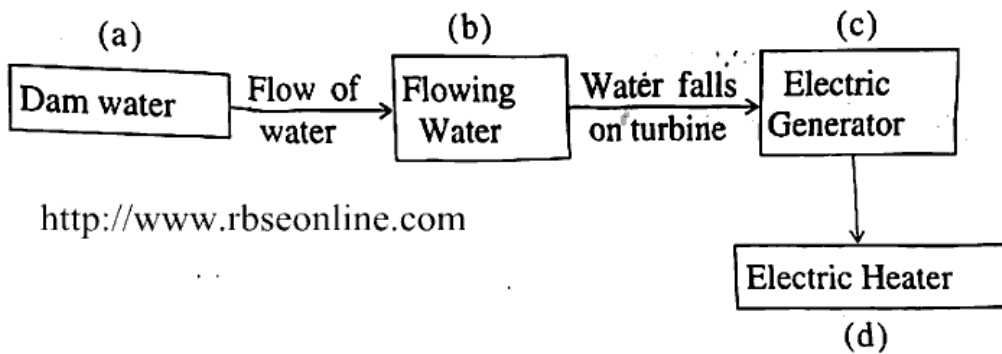 (a)
Dam water
Flow of
water
(b)
Flowing
Water
Water falls
on turbine
(c)
Electric
Generator
http://www.rbseonline.com
Electric Heater
(d)